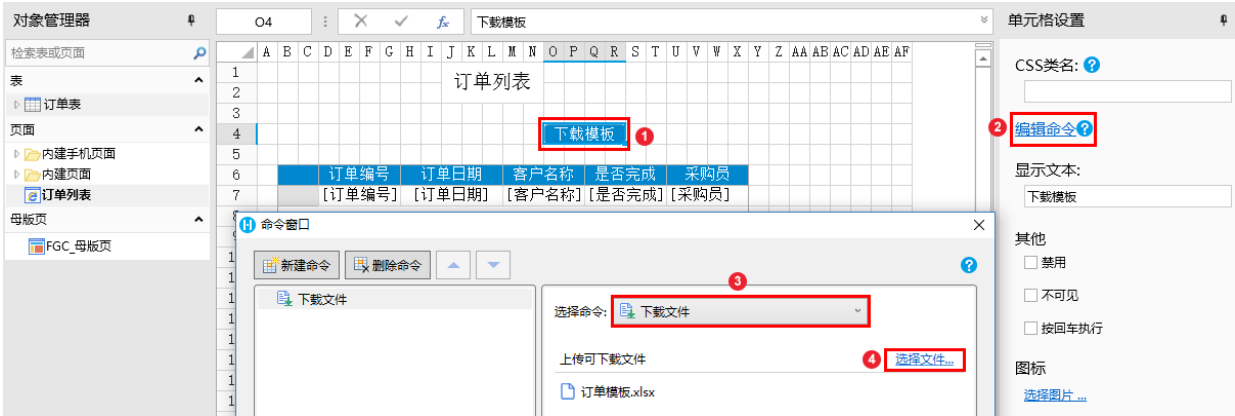 对象管理器
检索表或页面
表
订单表
页面
内建手机页面
内建页面
订单列表
母版页
FGC_母版页
O4
fx
下载模板
A B C D E F G H I J K L M N O P Q R S T U V W X Y Z AA AB AC AD AE AF
1
订单列表
2
3
4
下载模板
1
5
6
订单编号 订单日期 客户名称 是否完成 采购员
7
[订单编号] [订单日期] [客户名称] [是否完成] [采购员]
命令窗口
新建命令
删除命令
下载文件
3
选择命令:
下载文件
上传可下载文件
4
选择文件...
订单模板.xlsx
单元格设置
CSS类名:
2
编辑命令
显示文本:
下载模板
其他
禁用
不可见
按回车执行
图标
选择图片 ...